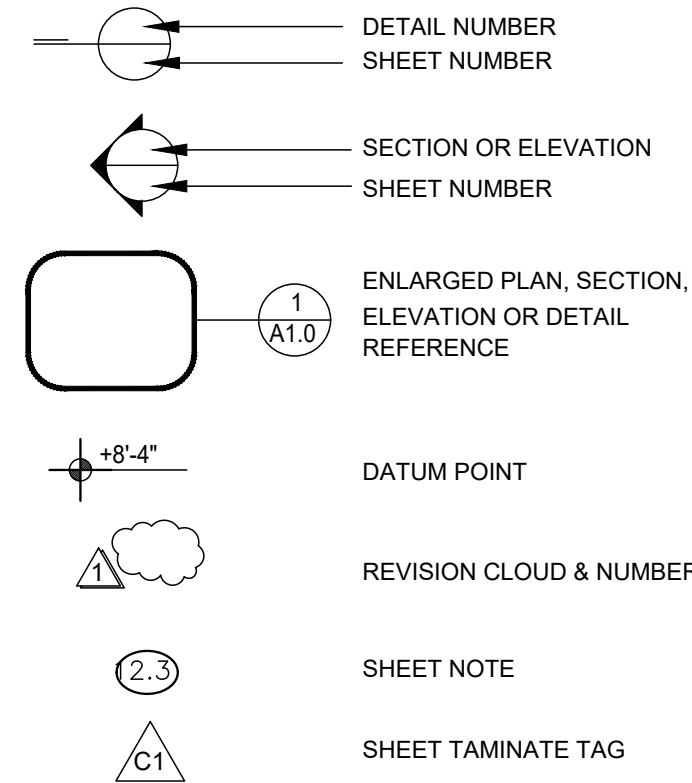 DETAIL NUMBER
SHEET NUMBER
SECTION OR ELEVATION
SHEET NUMBER
1
A1.0
ENLARGED PLAN, SECTION,
ELEVATION OR DETAIL
REFERENCE
+8'-4"
DATUM POINT
1
REVISION CLOUD & NUMBER
12.3
SHEET NOTE
C1
SHEET TAMINATE TAG